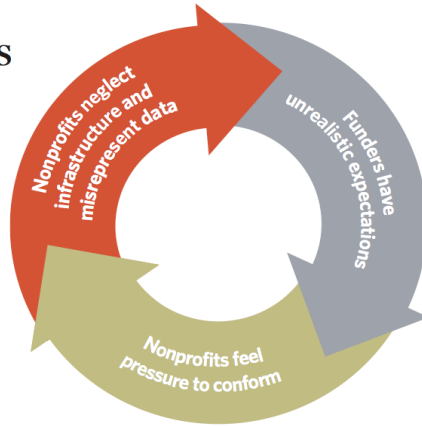 s
Nonprofits neglect
infrastructure and
misrepresent data
Funders have
unrealistic expectations
Nonprofits feel
pressure to conform